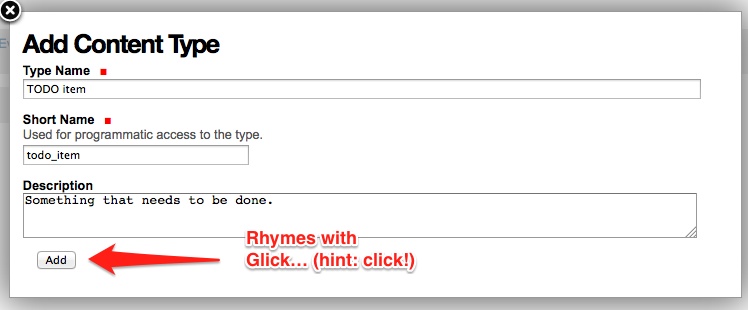 Add Content Type
Type Name
TODO item
Short Name
Used for programmatic access to the type.
todo_item
Description
Something that needs to be done.
Rhymes with
Glick... (hint: click!)
Add